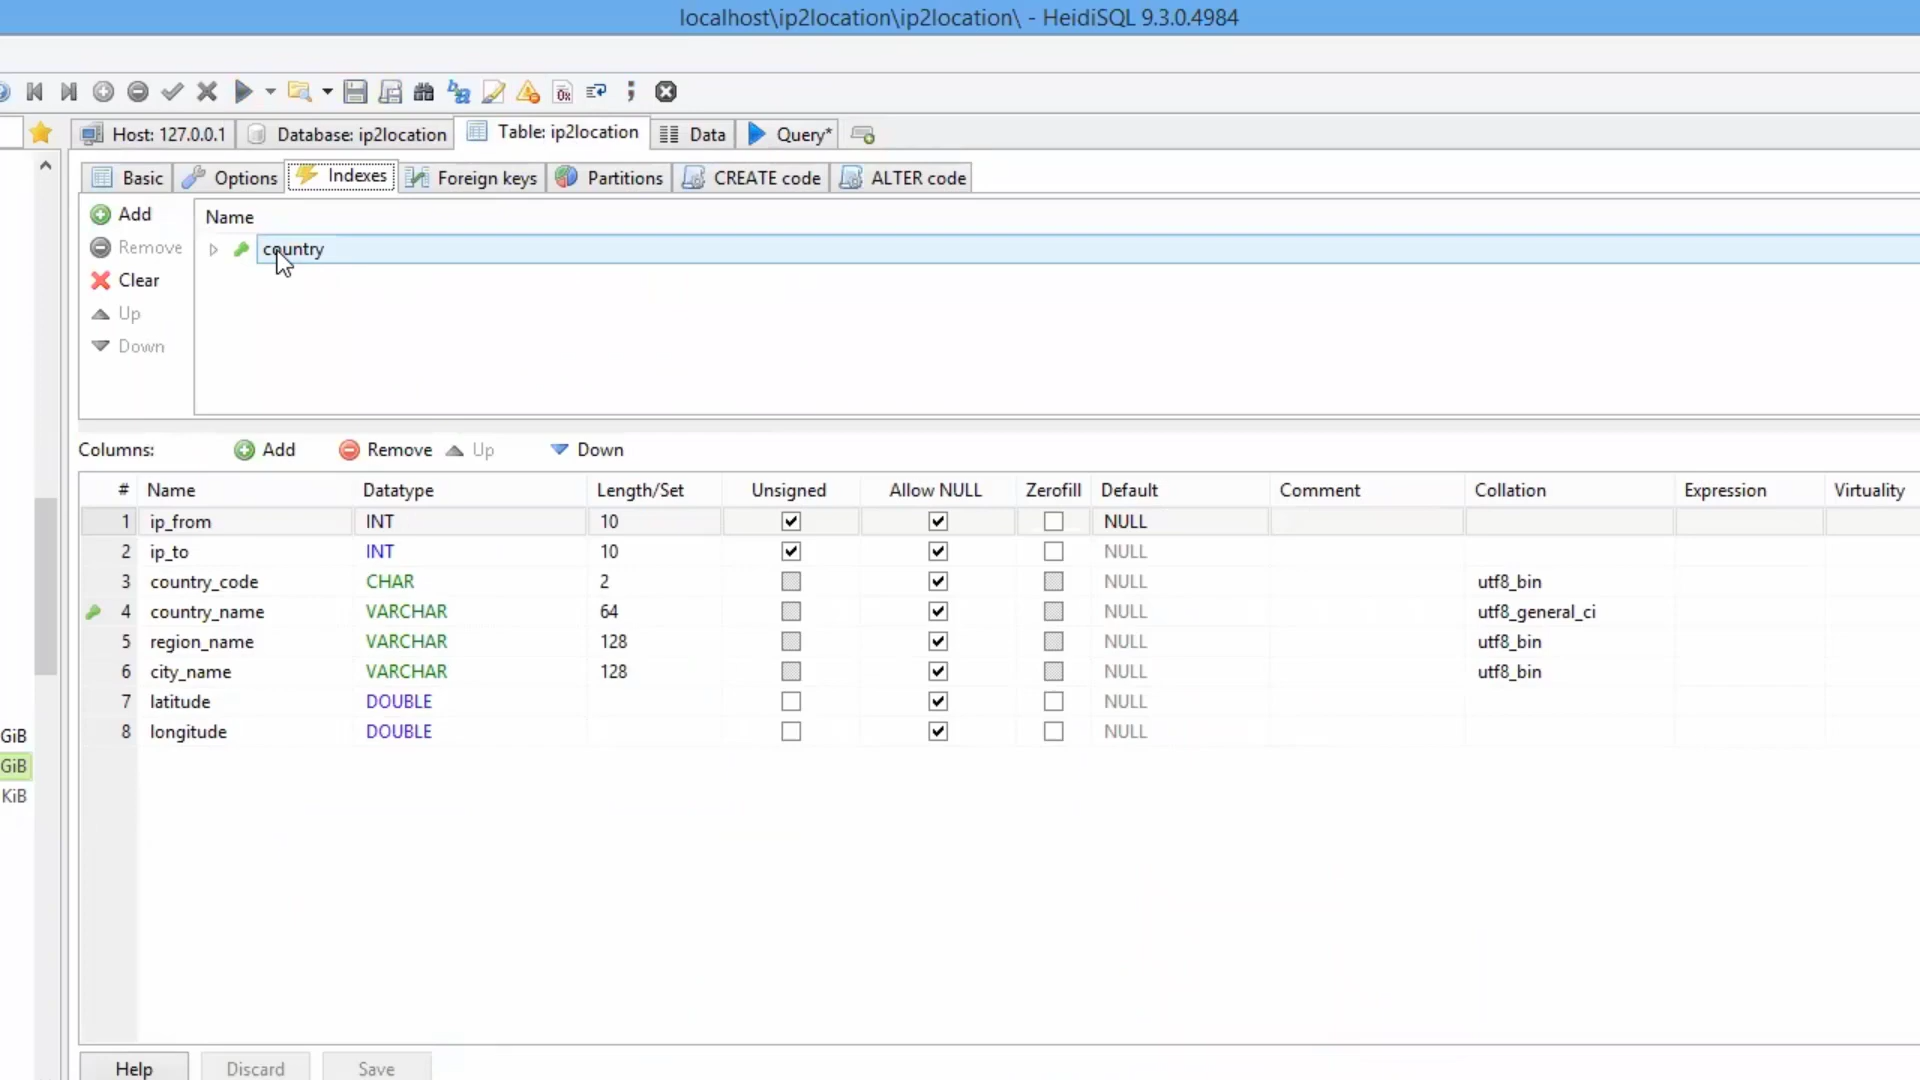 localhost\ip2location\ip2location\ - HeidiSQL 9.3.0.4984
Host: 127.0.0.1 Database: ip2location Table: ip2location Data Query*
Basic Options Indexes Foreign keys Partitions CREATE code ALTER code
Add
Remove
Clear
Up
Down
Name
country
Columns: Add Remove Up Down
# Name Datatype Length/Set Unsigned Allow NULL Zerofill Default Comment Collation Expression Virtuality
1 ip_from INT 10 NULL
2 ip_to INT 10 NULL
3 country_code CHAR 2 NULL utf8_bin
4 country_name VARCHAR 64 NULL utf8_general_ci
5 region_name VARCHAR 128 NULL utf8_bin
6 city_name VARCHAR 128 NULL utf8_bin
7 latitude DOUBLE NULL
8 longitude DOUBLE NULL
GiB
GiB
KiB
Help Discard Save